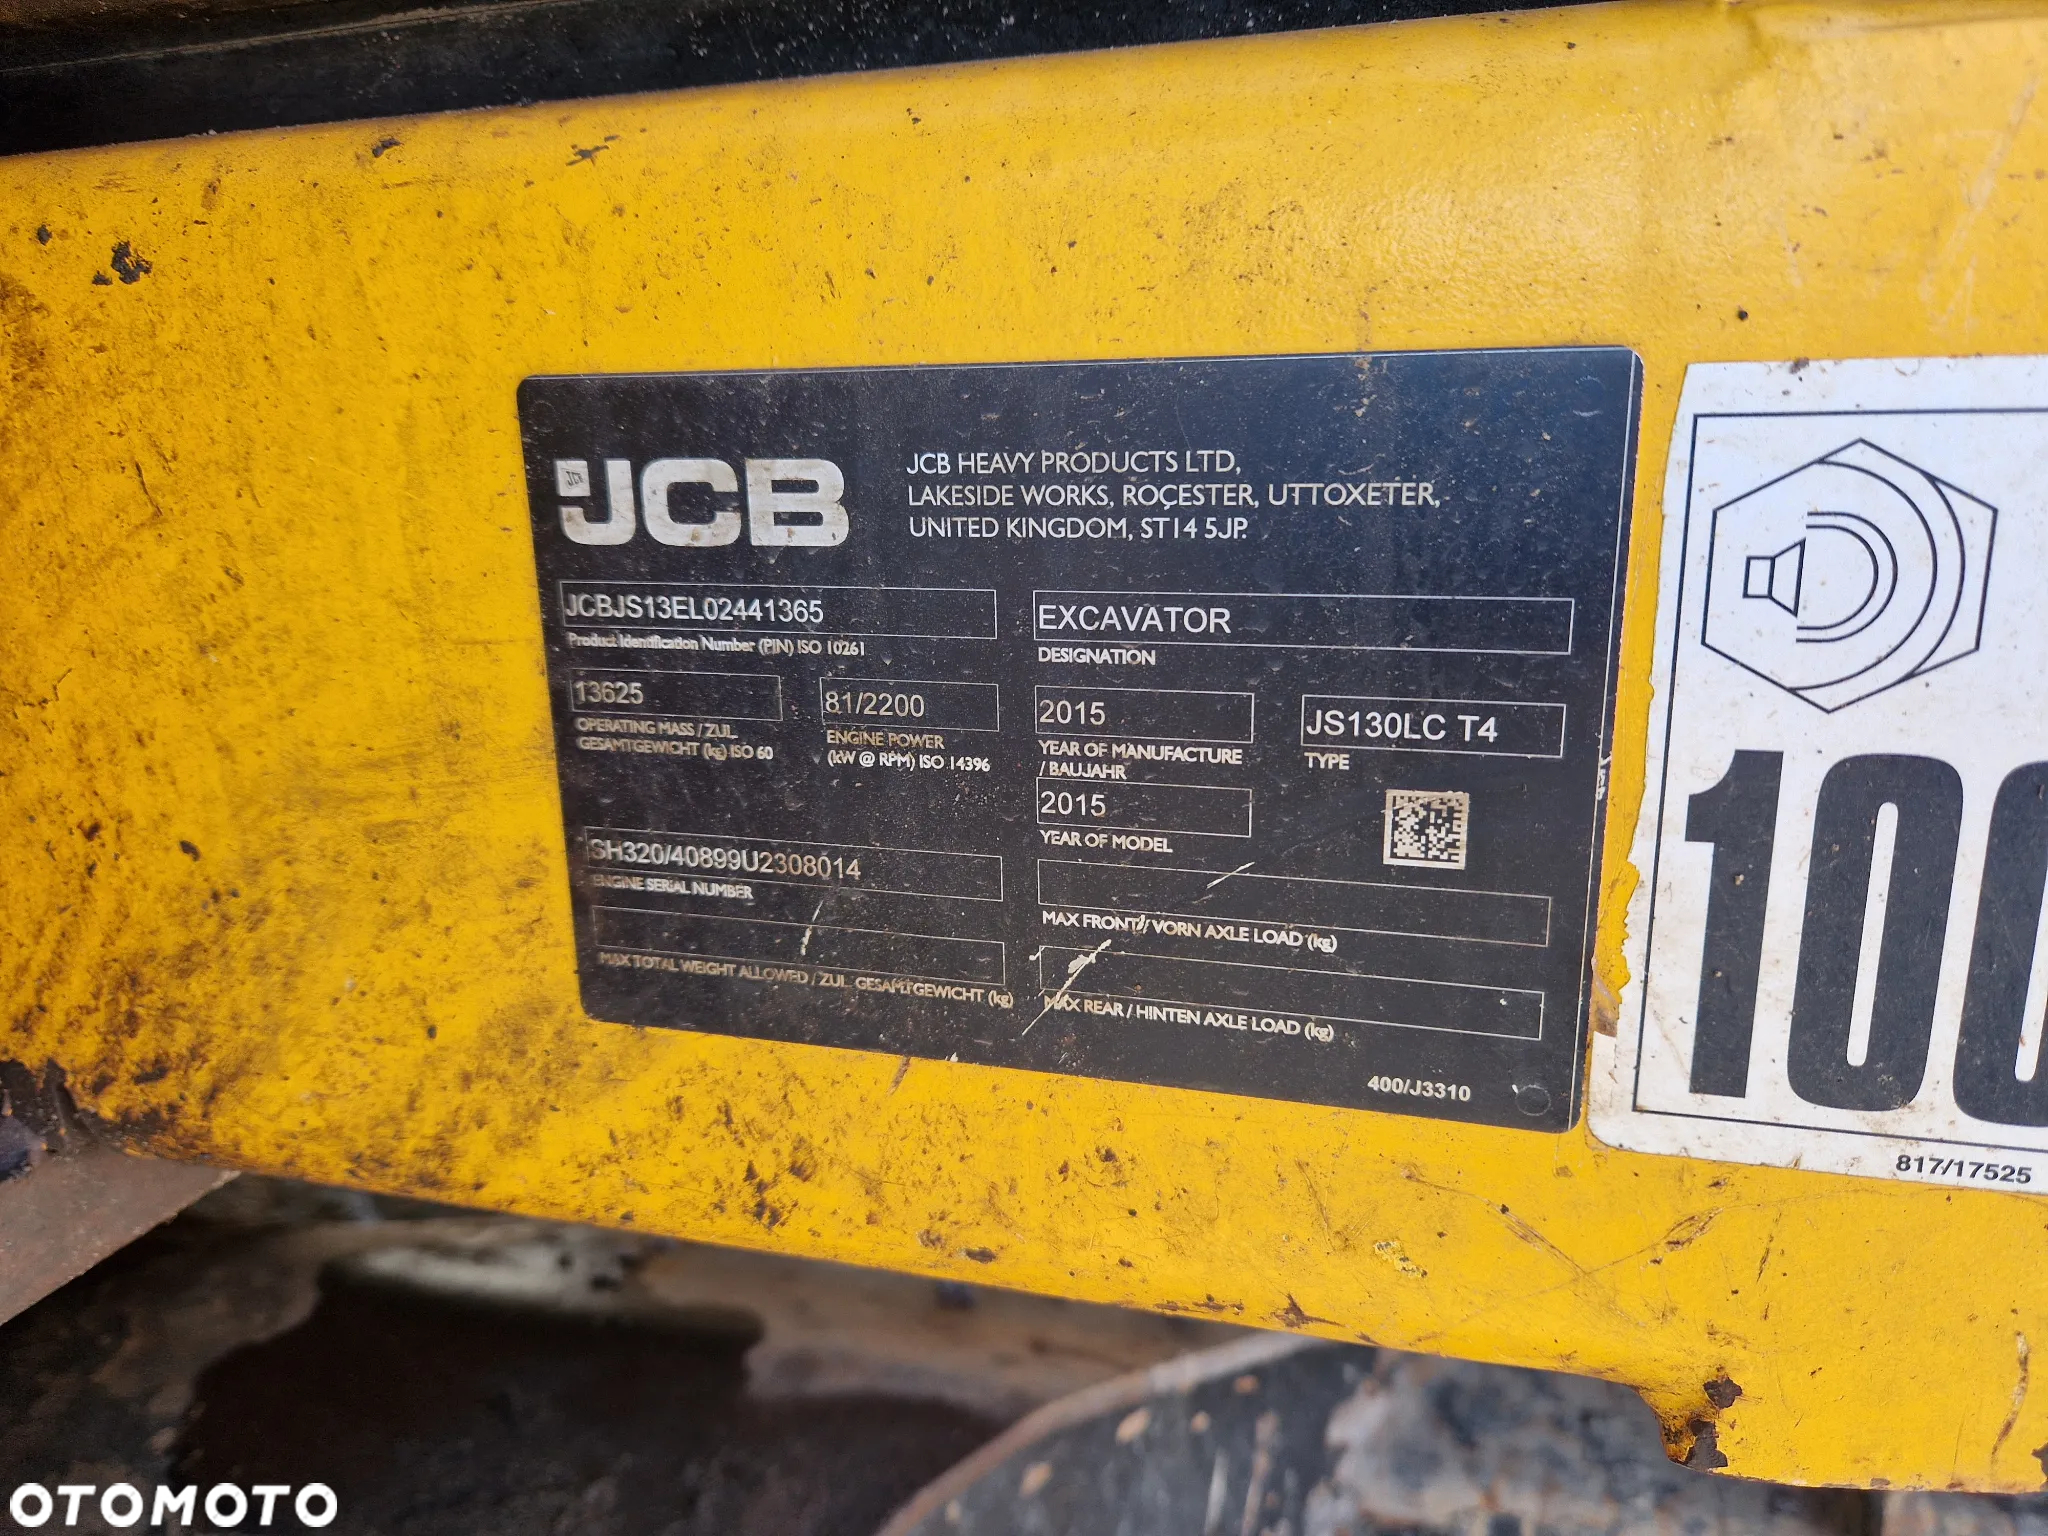 JCB
JCB HEAVY PRODUCTS LTD,
LAKESIDE WORKS, ROCESTER, UTTOXETER,
UNITED KINGDOM, ST14 5JP.
JCBJS13EL02441365
Product Identification Number (PIN) ISO 10261
EXCAVATOR
DESIGNATION
13625
OPERATING MASS / ZUL.
GESAMTGEWICHT (kg) ISO 60
81/2200
ENGINE POWER
(kW @ RPM) ISO 14396
2015
YEAR OF MANUFACTURE
/ BAUJAHR
JS130LC T4
TYPE
2015
YEAR OF MODEL
SH320/40899U2308014
ENGINE SERIAL NUMBER
MAX FRONT / VORN AXLE LOAD (kg)
MAX TOTAL WEIGHT ALLOWED / ZUL. GESAMTGEWICHT (kg)
MAX REAR / HINTEN AXLE LOAD (kg)
400/J3310
100
817/17525
OTOMOTO